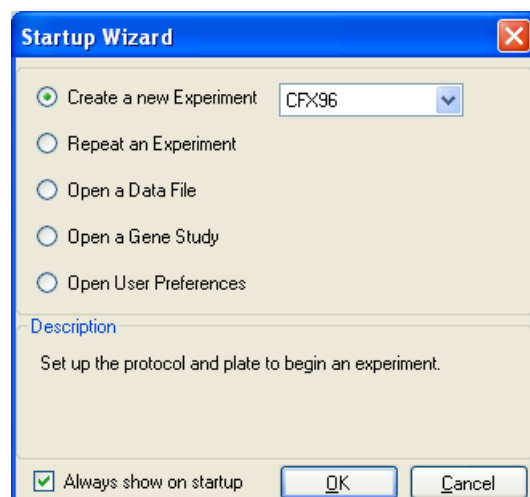 Startup Wizard
Create a new Experiment CFX96
Repeat an Experiment
Open a Data File
Open a Gene Study
Open User Preferences
Description
Set up the protocol and plate to begin an experiment.
Always show on startup OK Cancel